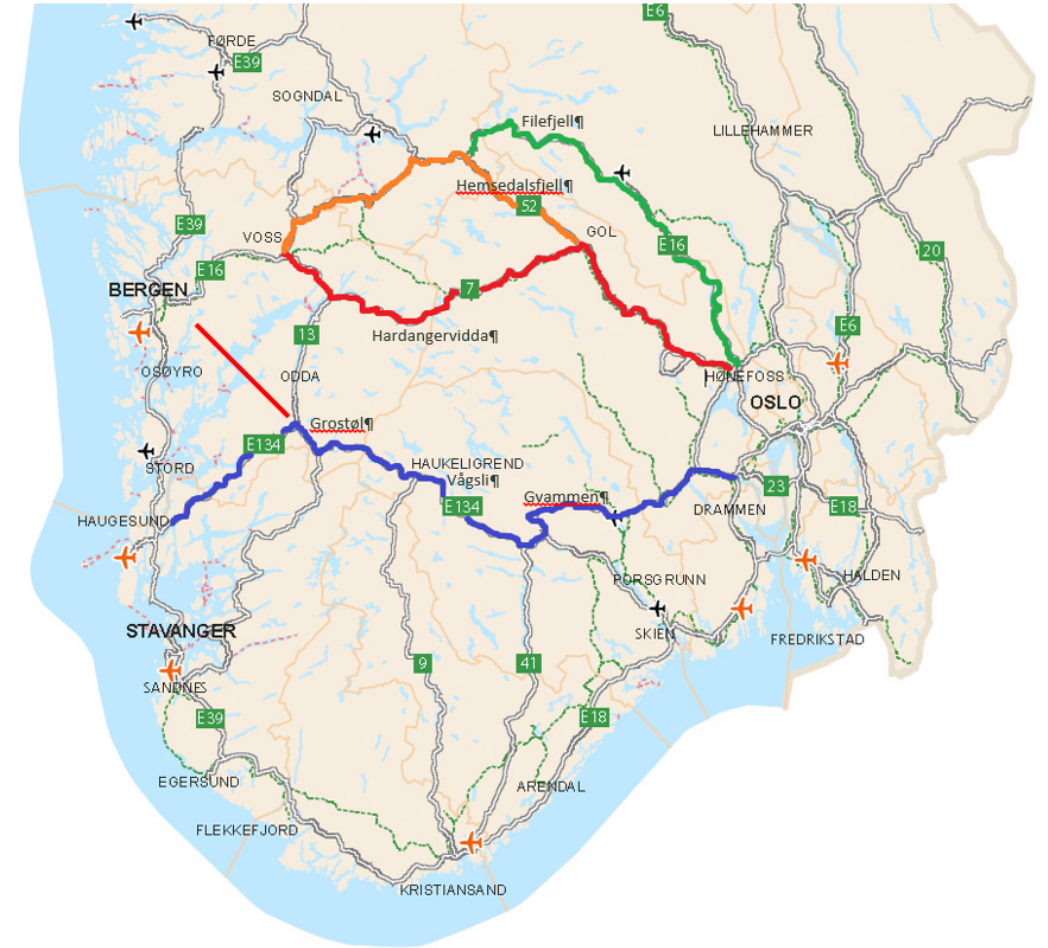 E6
FØRDE
E39
SOGNDAL
Filefjell¶
LILLEHAMMER
Hemsedalsfjell¶
52
E39
VOSS
GOL
E16
20
E16
BERGEN
7
13
Hardangervidda¶
E6
OSØYRO
ODDA
HØNEFOSS
OSLO
Grostøl¶
E134
STORD
HAUKELIGREND
Vågsli¶
E134
Gvammen¶
23
DRAMMEN
E18
HAUGESUND
PORSGRUNN
HALDEN
STAVANGER
SKIEN
FREDRIKSTAD
9
41
SANDNES
E39
E18
EGERSUND
ARENDAL
FLEKKEFJORD
KRISTIANSAND